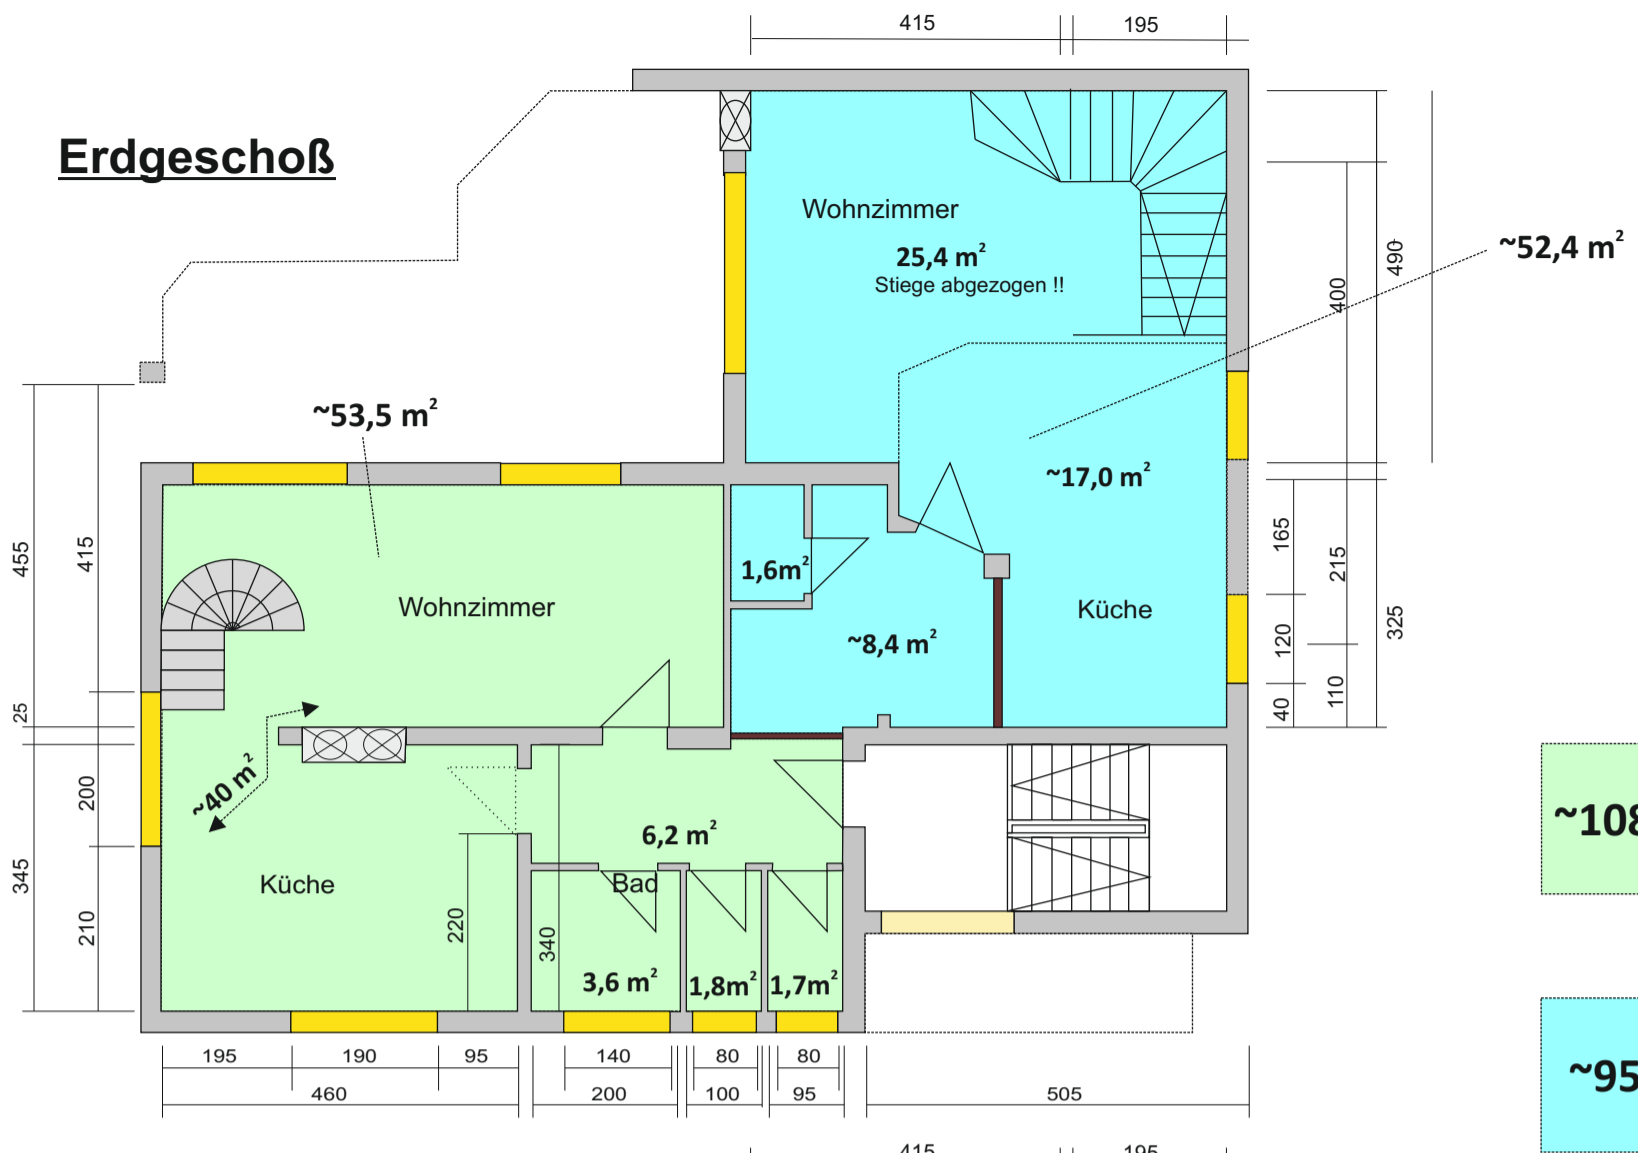 415
195
Erdgeschoß
Wohnzimmer
25,4 m²
Stiege abgezogen !!
~52,4 m²
490
400
~53,5 m²
~17,0 m²
455
415
165
215
1,6m²
Wohnzimmer
Küche
325
120
~8,4 m²
110
40
25
~40 m²
200
6,2 m²
~108
345
Küche
Bad
210
220
340
3,6 m²
1,8m²
1,7m²
195
190
95
140
80
80
460
200
100
95
505
~95
415
195